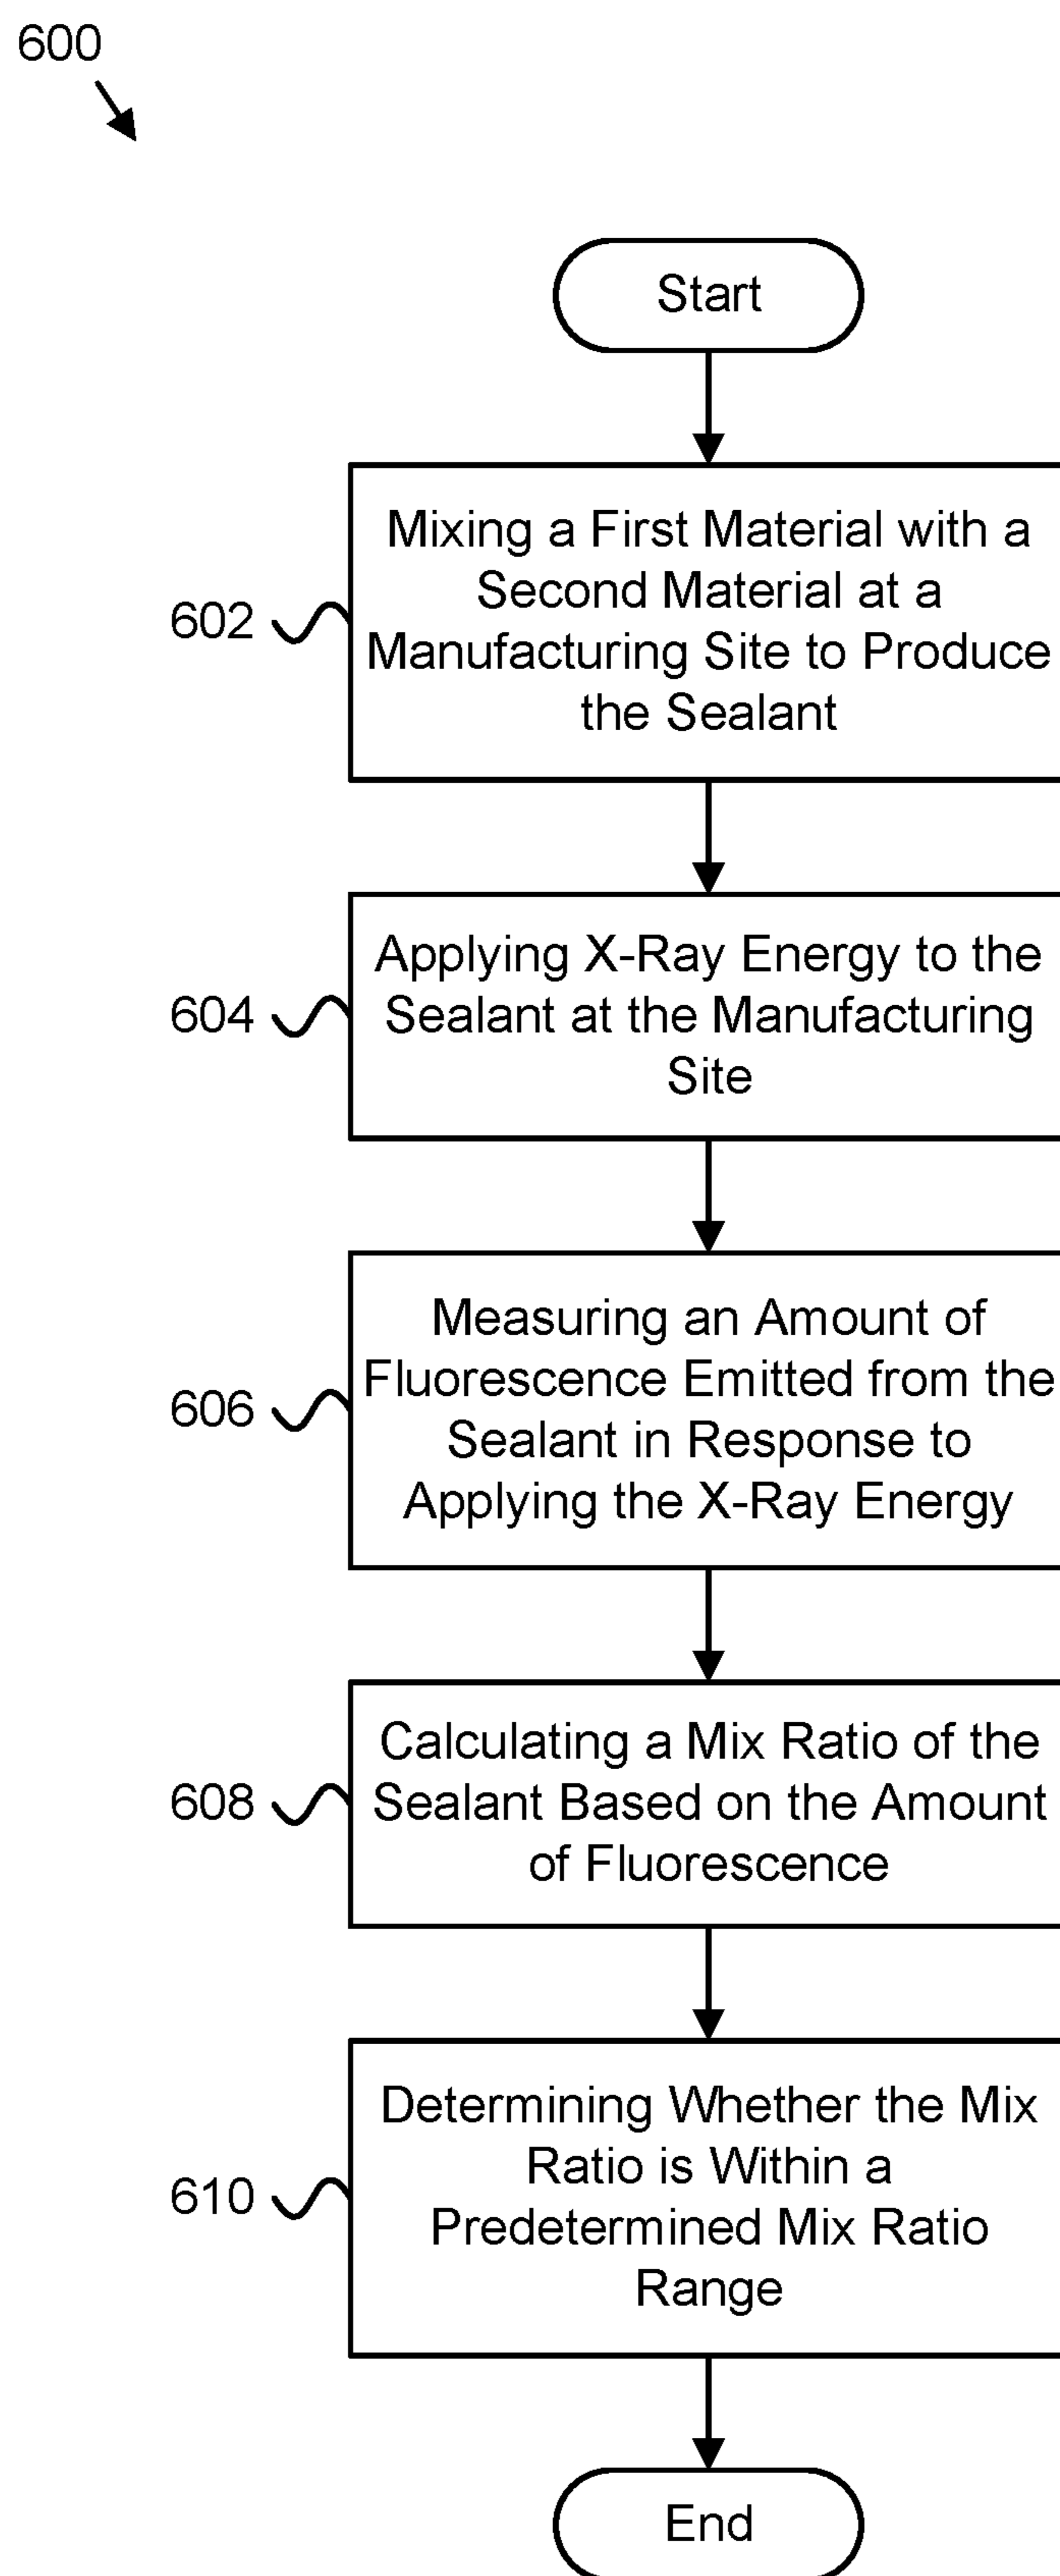 600
Start
602
Mixing a First Material with a
Second Material at a
Manufacturing Site to Produce
the Sealant
604
Applying X-Ray Energy to the
Sealant at the Manufacturing
Site
606
Measuring an Amount of
Fluorescence Emitted from the
Sealant in Response to
Applying the X-Ray Energy
608
Calculating a Mix Ratio of the
Sealant Based on the Amount
of Fluorescence
610
Determining Whether the Mix
Ratio is Within a
Predetermined Mix Ratio
Range
End